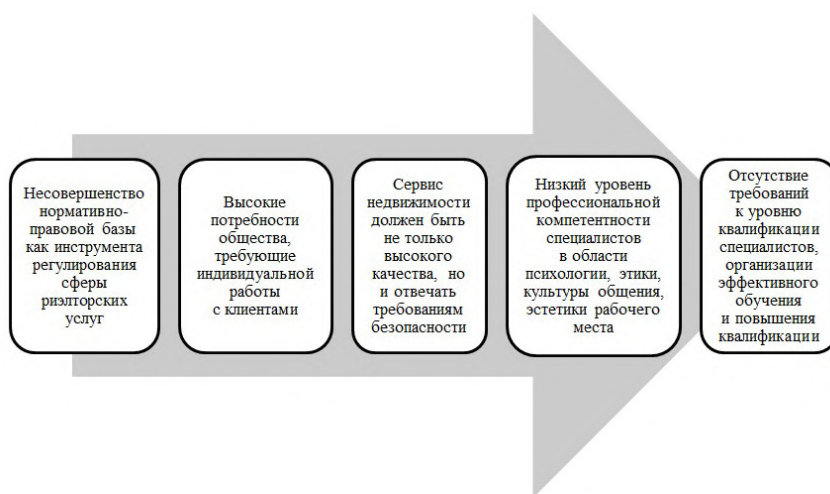 Несовершенство
нормативно-
правовой базы
как инструмента
регулирования
сферы
риэлторских
услуг
Высокие
потребности
общества,
требующие
индивидуальной
работы
с клиентами
Сервис
недвижимости
должен быть
не только
высокого
качества, но
и отвечать
требованиям
безопасности
Низкий уровень
профессиональной
компетентности
специалистов
в области
психологии, этики,
культуры общения,
эстетики рабочего
места
Отсутствие
требований
к уровню
квалификации
специалистов,
организации
эффективного
обучения
и повышения
квалификации